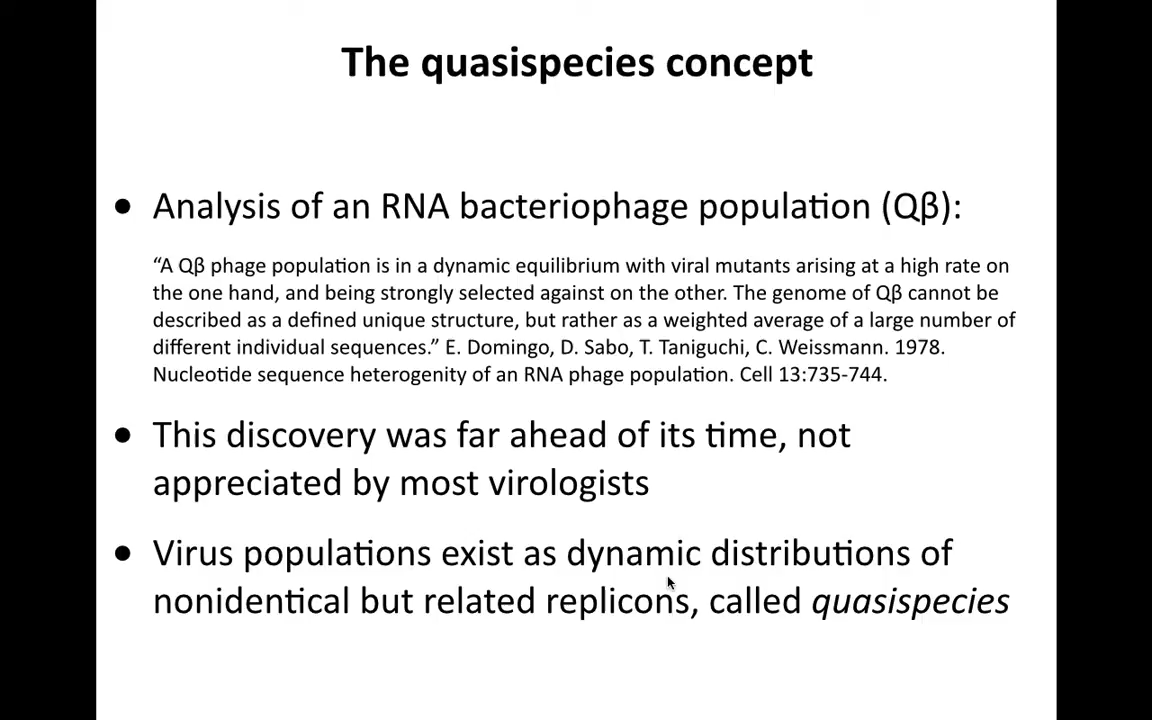 The quasispecies concept
• Analysis of an RNA bacteriophage population (Qβ):
“A Qβ phage population is in a dynamic equilibrium with viral mutants arising at a high rate on
the one hand, and being strongly selected against on the other. The genome of Qβ cannot be
described as a defined unique structure, but rather as a weighted average of a large number of
different individual sequences.” E. Domingo, D. Sabo, T. Taniguchi, C. Weissmann. 1978.
Nucleotide sequence heterogenity of an RNA phage population. Cell 13:735-744.
• This discovery was far ahead of its time, not
appreciated by most virologists
• Virus populations exist as dynamic distributions of
nonidentical but related replicons, called quasispecies